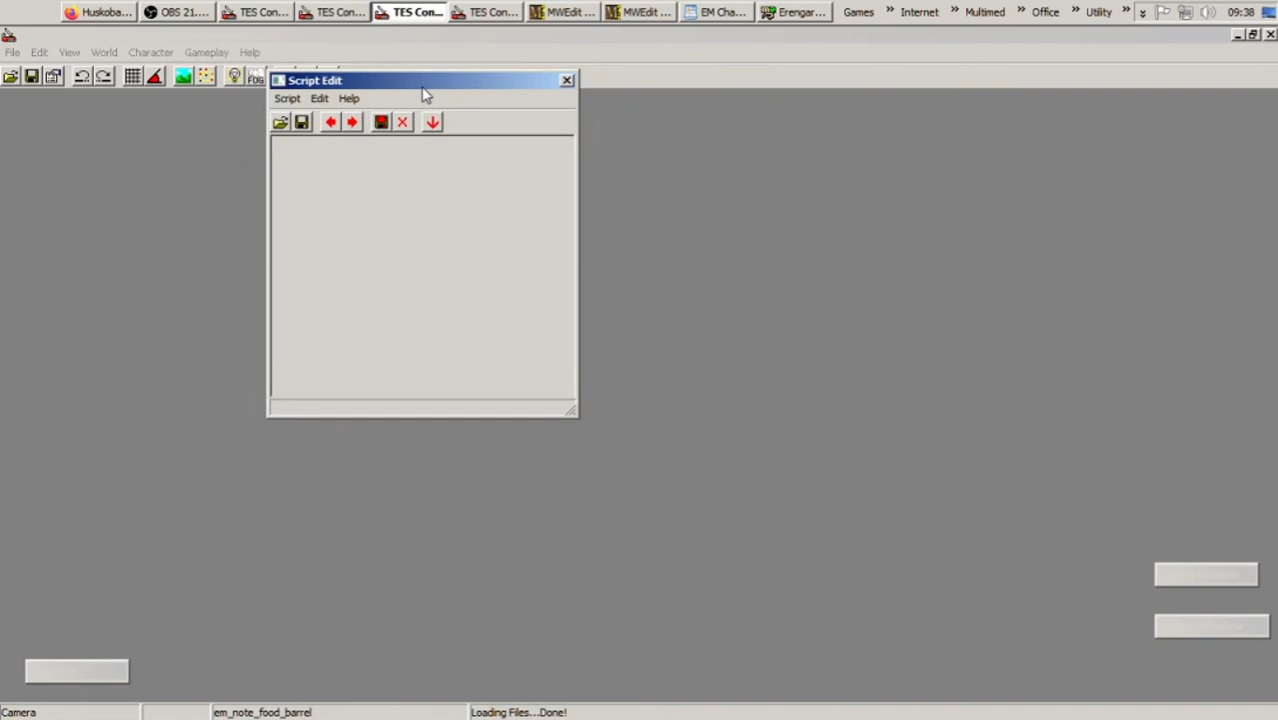 Huskoba... OBS 21.... TES Con... TES Con... TES Con... TES Con... MWEdit ... MWEdit ... EM Cha... Erengar... Games » Internet » Multimed » Office » Utility » 09:38
File Edit View World Character Gameplay Help
FOG
Script Edit
Script Edit Help
Camera em_note_food_barrel Loading Files...Done!